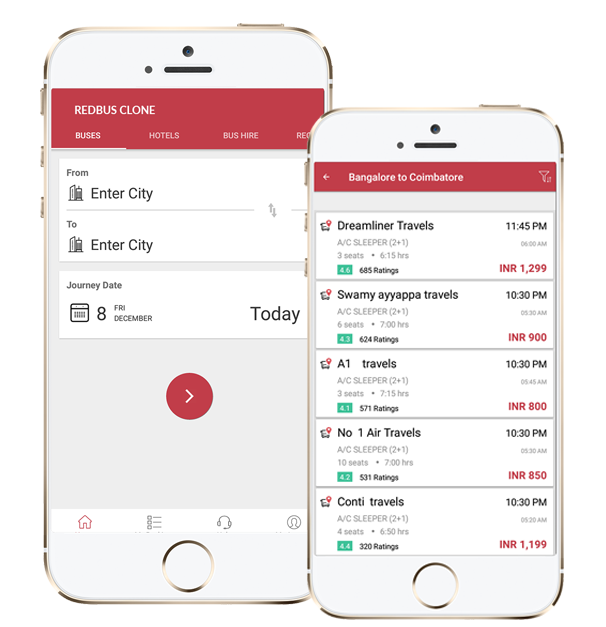 REDBUS CLONE
BUSES HOTELS BUS HIRE
From
Enter City
To
Enter City
Journey Date
8 FRI DECEMBER Today
Bangalore to Coimbatore
Dreamliner Travels 11:45 PM
A/C SLEEPER (2+1) 06:00 AM
3 seats • 6:15 hrs
4.6 685 Ratings INR 1,299
Swamy ayyappa travels 10:30 PM
A/C SLEEPER (2+1) 05:30 AM
6 seats • 7:00 hrs
4.3 624 Ratings INR 900
A1 travels 10:30 PM
A/C SLEEPER (2+1) 05:45 AM
3 seats • 7:15 hrs
4.1 571 Ratings INR 800
No 1 Air Travels 10:30 PM
A/C SLEEPER (2+1) 05:30 AM
10 seats • 7:00 hrs
4.2 531 Ratings INR 850
Conti travels 10:30 PM
A/C SLEEPER (2+1) 05:20 AM
4 seats • 6:50 hrs
4.4 320 Ratings INR 1,199